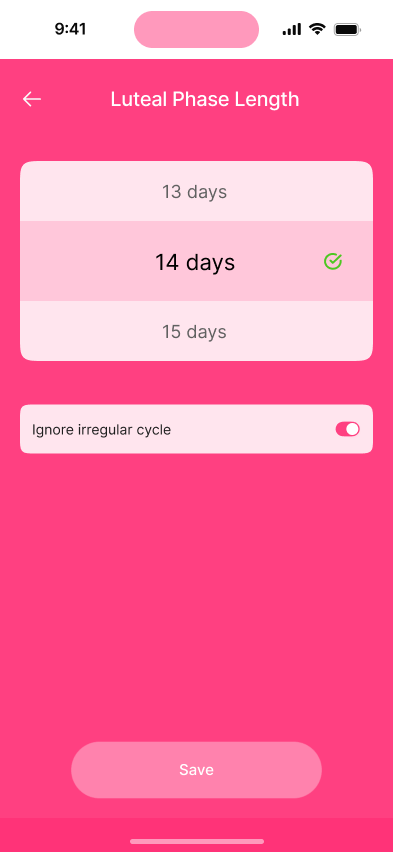 9:41
Luteal Phase Length
13 days
14 days
15 days
Ignore irregular cycle
Save